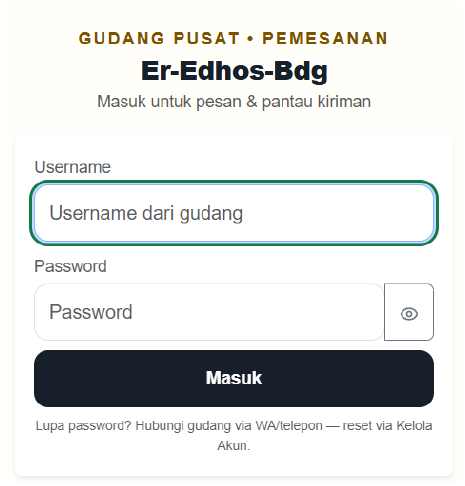 GUDANG PUSAT • PEMESANAN
Er-Edhos-Bdg
Masuk untuk pesan & pantau kiriman
Username
Username dari gudang
Password
Password
Masuk
Lupa password? Hubungi gudang via WA/telepon — reset via Kelola
Akun.